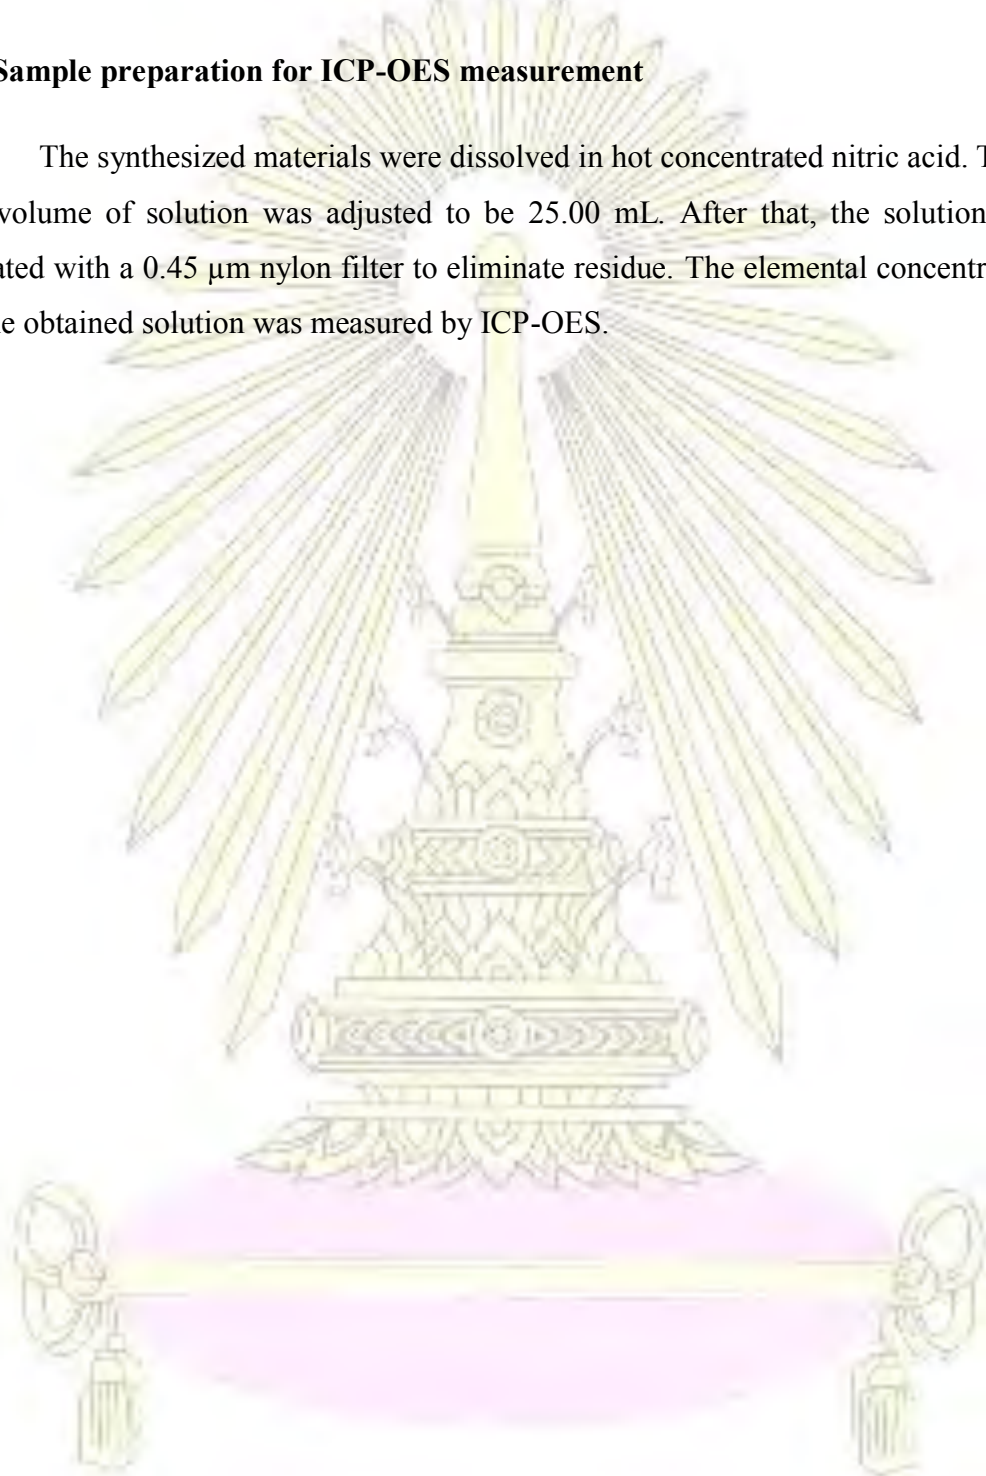 Sample preparation for ICP-OES measurement
The synthesized materials were dissolved in hot concentrated nitric acid. T
volume of solution was adjusted to be 25.00 mL. After that, the solution
ated with a 0.45 µm nylon filter to eliminate residue. The elemental concentr
e obtained solution was measured by ICP-OES.